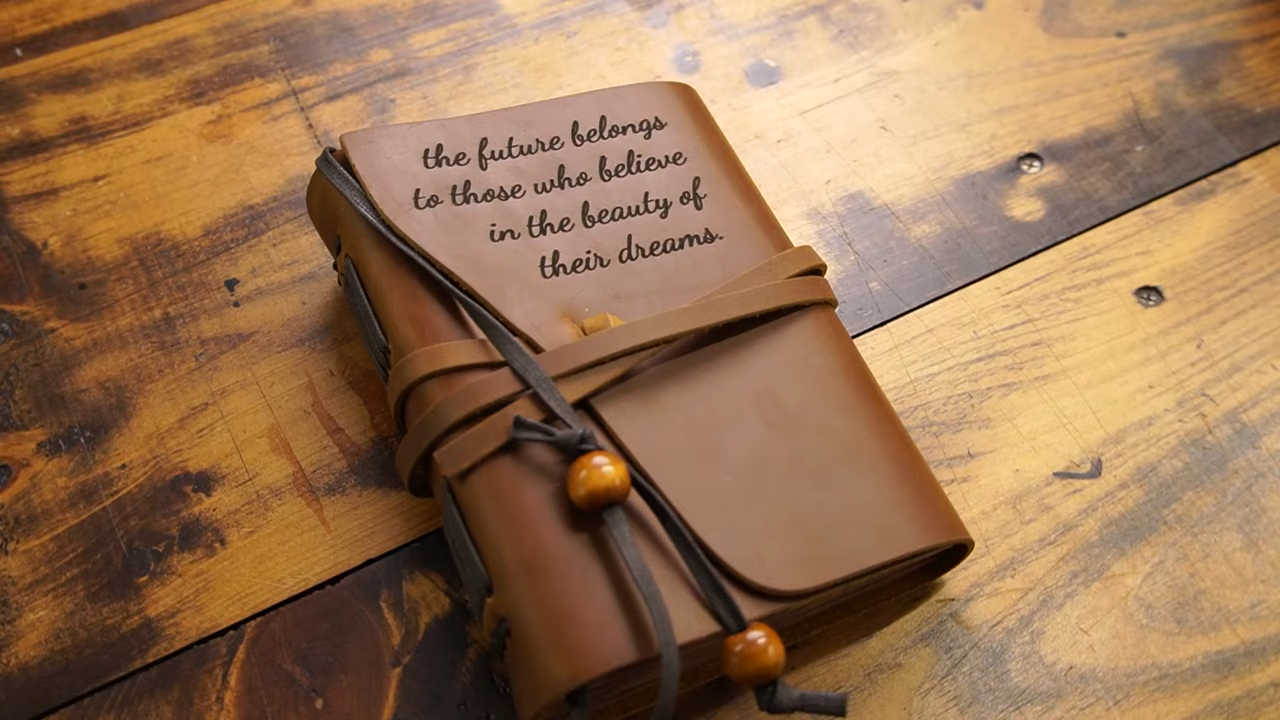 the future belongs
to those who believe
in the beauty of
their dreams.